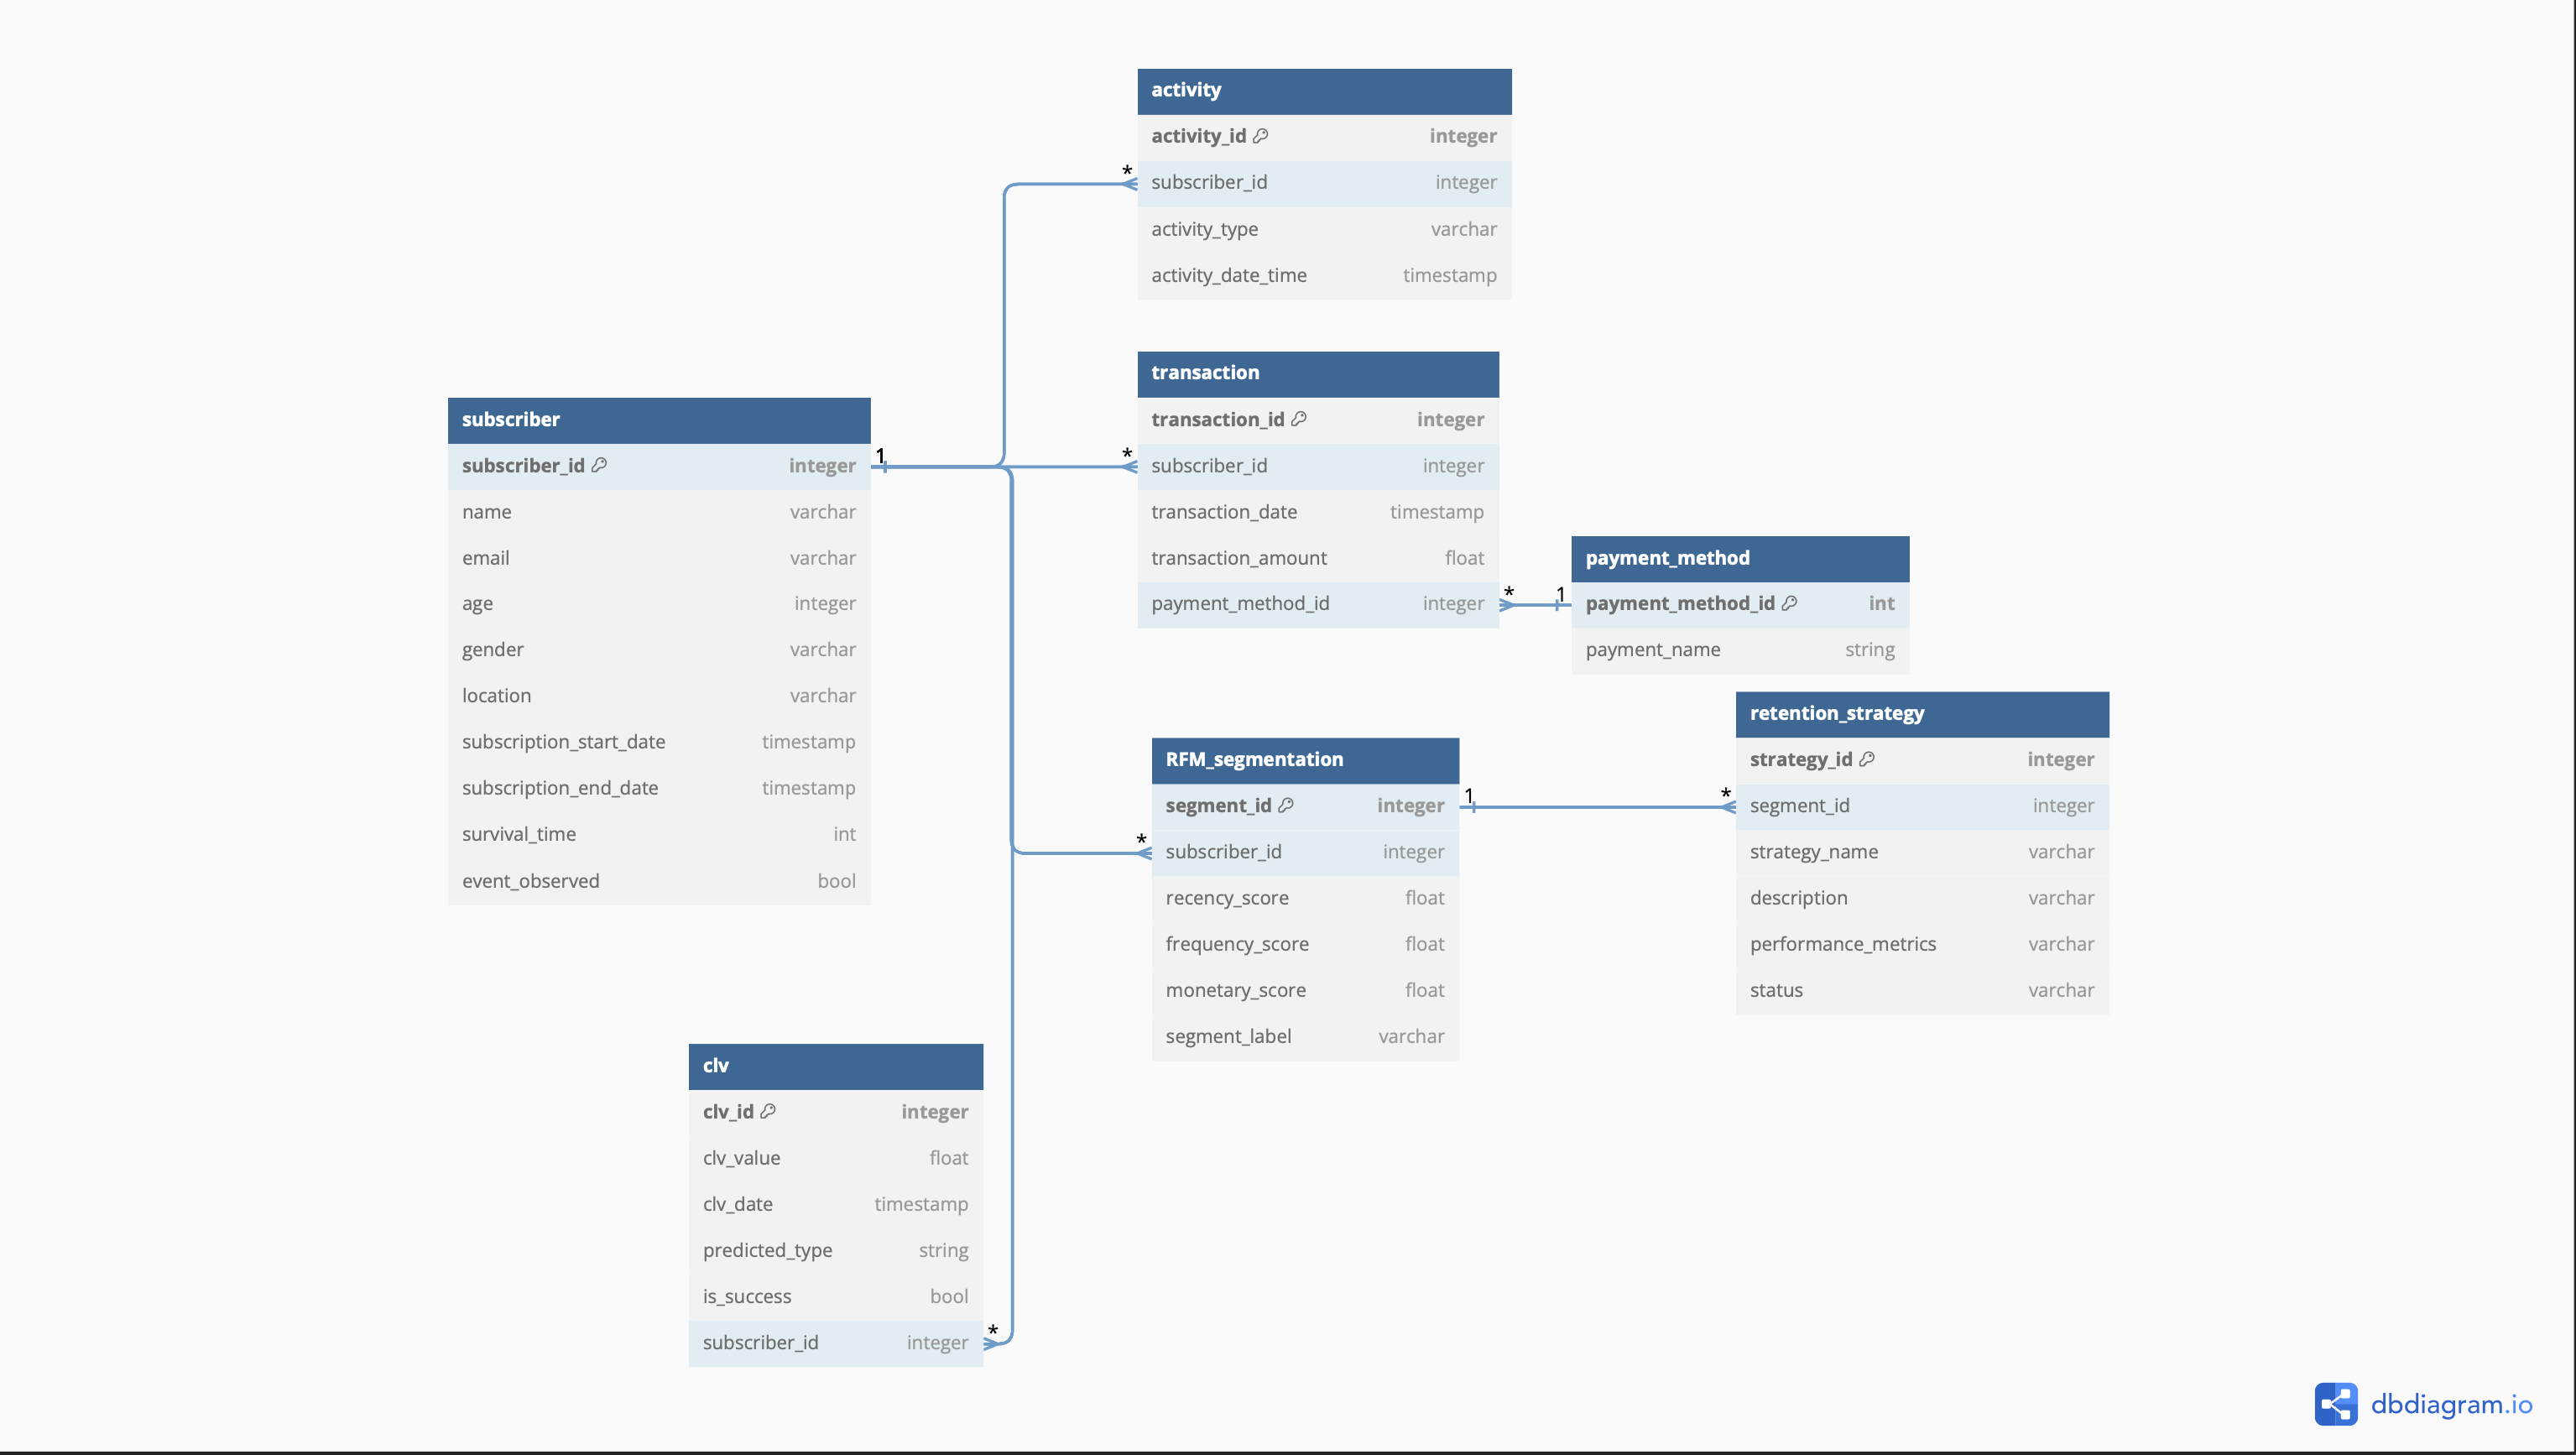 activity
activity_id integer
* subscriber_id integer
activity_type varchar
activity_date_time timestamp
transaction
transaction_id integer
* subscriber_id integer
transaction_date timestamp
transaction_amount float
payment_method_id integer *
subscriber
subscriber_id integer 1
name varchar
email varchar
age integer
gender varchar
location varchar
subscription_start_date timestamp
subscription_end_date timestamp
survival_time int
event_observed bool
payment_method
1 payment_method_id int
payment_name string
RFM_segmentation
segment_id integer 1
* subscriber_id integer
recency_score float
frequency_score float
monetary_score float
segment_label varchar
retention_strategy
strategy_id integer
* segment_id integer
strategy_name varchar
description varchar
performance_metrics varchar
status varchar
clv
clv_id integer
clv_value float
clv_date timestamp
predicted_type string
is_success bool
subscriber_id integer *
dbdiagram.io